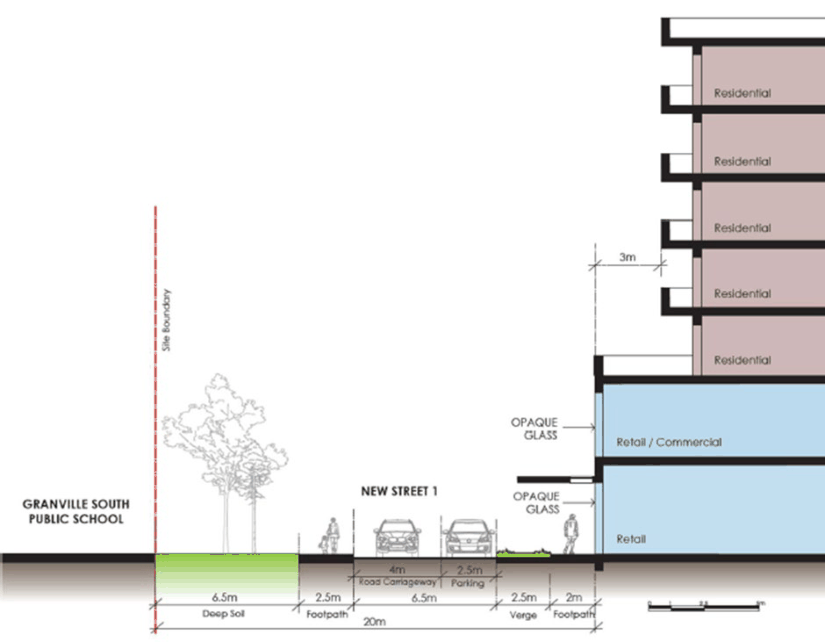 Residential
Residential
Residential
3m
Residential
Residential
Site Boundary
OPAQUE
GLASS
Retail / Commercial
NEW STREET 1
OPAQUE
GLASS
GRANVILLE SOUTH
PUBLIC SCHOOL
Retail
4m
2.5m
Road Carriageway
Parking
6.5m
2.5m
6.5m
2.5m
2m
Deep Soil
Footpath
Verge
Footpath
20m